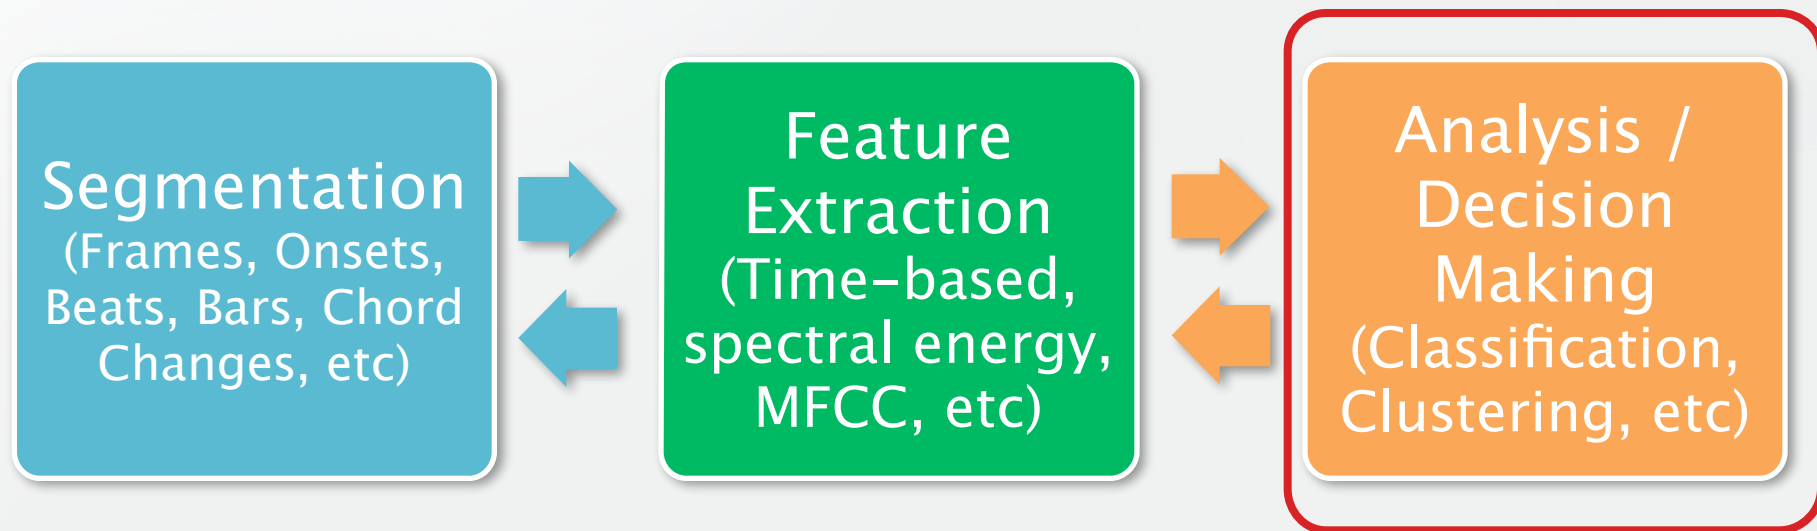 Segmentation
(Frames, Onsets,
Beats, Bars, Chord
Changes, etc)
Feature
Extraction
(Time-based,
spectral energy,
MFCC, etc)
Analysis /
Decision
Making
(Classification,
Clustering, etc)